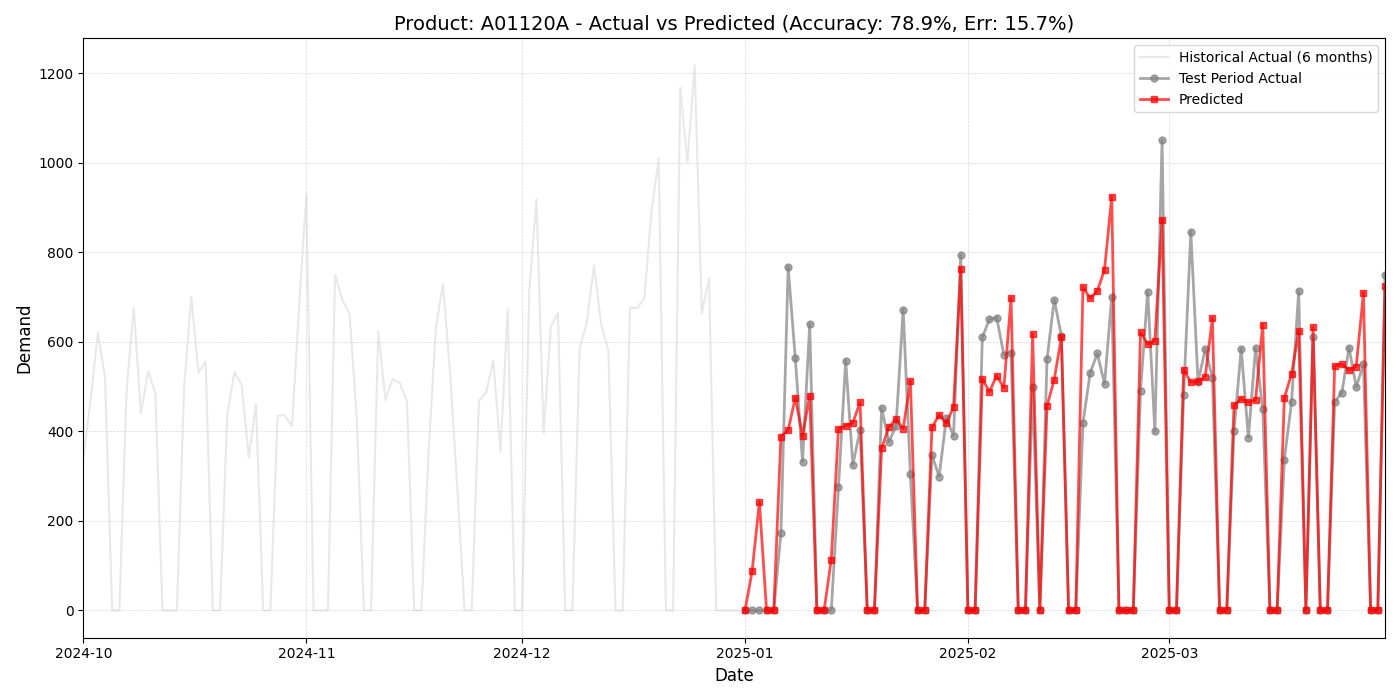 Product: A01120A - Actual vs Predicted (Accuracy: 78.9%, Err: 15.7%)
Historical Actual (6 months)
Test Period Actual
Predicted
Demand
1200
1000
800
600
400
200
0
2024-10
2024-11
2024-12
2025-01
2025-02
2025-03
Date